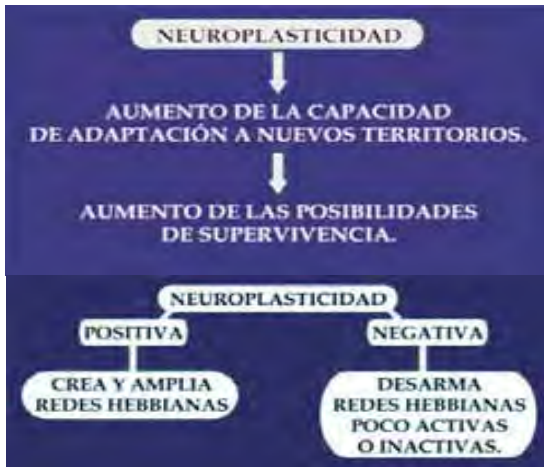 NEUROPLASTICIDAD
AUMENTO DE LA CAPACIDAD
DE ADAPTACIÓN A NUEVOS TERRITORIOS.
AUMENTO DE LAS POSIBILIDADES
DE SUPERVIVENCIA.
NEUROPLASTICIDAD
POSITIVA
CREA Y AMPLIA
REDES HEBBIANAS
NEGATIVA
DESARMA
REDES HEBBIANAS
POCO ACTIVAS
O INACTIVAS.